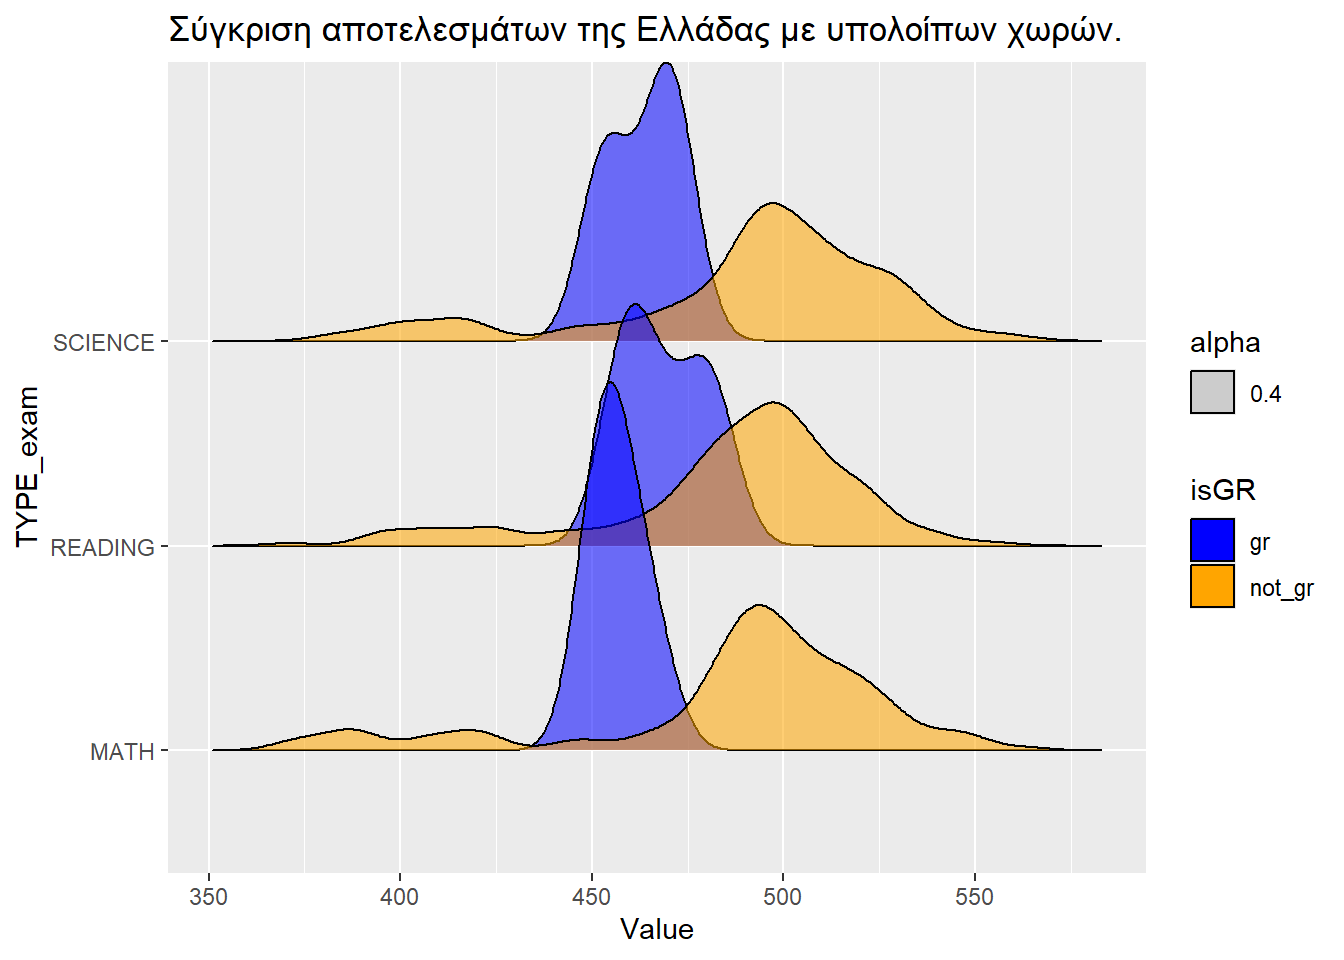 Σύγκριση αποτελεσμάτων της Ελλάδας με υπολοίπων χωρών.
SCIENCE
READING
MATH
TYPE_exam
350 400 450 500 550
Value
alpha
0.4
isGR
gr
not_gr